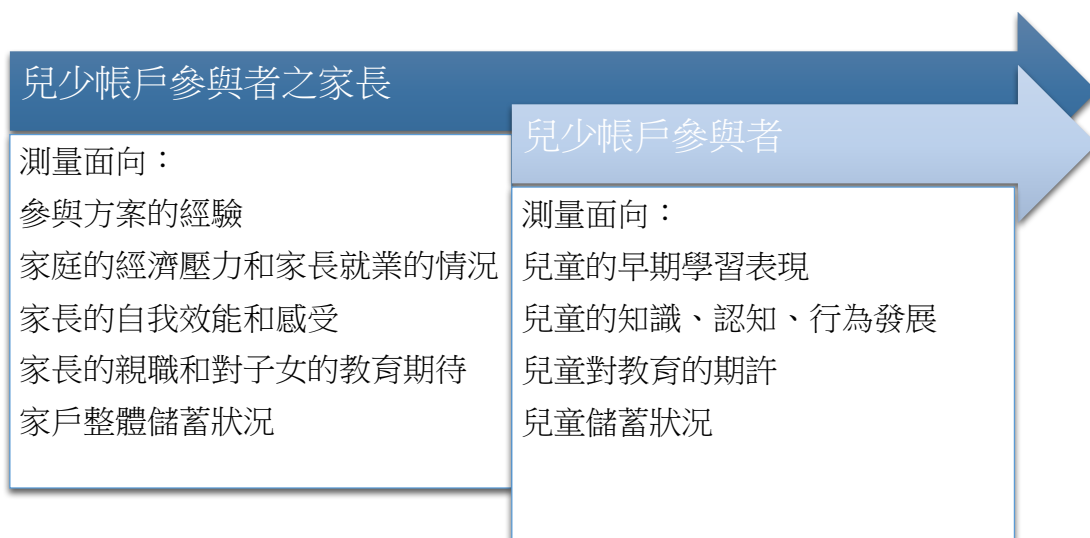 兒少帳戶參與者之家長
測量面向：
參與方案的經驗
家庭的經濟壓力和家長就業的情況
家長的自我效能和感受
家長的親職和對子女的教育期待
家戶整體儲蓄狀況
兒少帳戶參與者
測量面向：
兒童的早期學習表現
兒童的知識、認知、行為發展
兒童對教育的期許
兒童儲蓄狀況